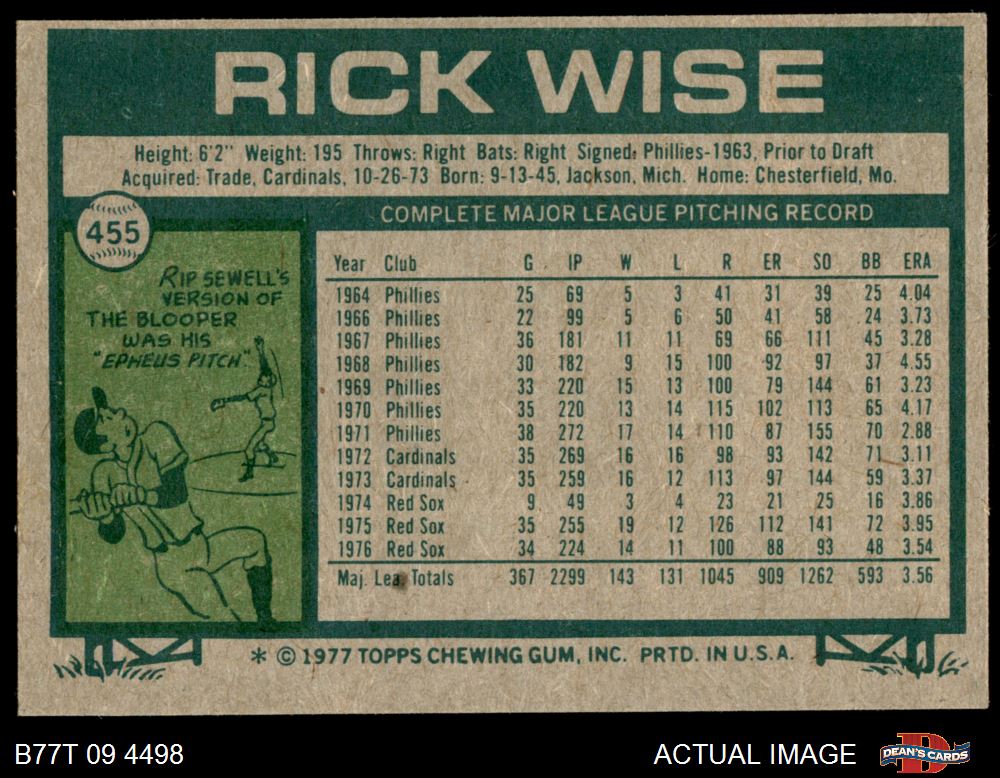 RICK WISE
Height: 6'2" Weight: 195 Throws: Right Bats: Right Signed: Phillies-1963, Prior to Draft
Acquired: Trade, Cardinals, 10-26-73 Born: 9-13-45, Jackson, Mich. Home: Chesterfield, Mo.
455
RIP SEWELL'S
VERSION OF
THE BLOOPER
WAS HIS
"EPHEUS PITCH."
COMPLETE MAJOR LEAGUE PITCHING RECORD
Year Club G IP W L R ER SO BB ERA
1964 Phillies 25 69 5 3 41 31 39 25 4.04
1966 Phillies 22 99 5 6 50 41 58 24 3.73
1967 Phillies 36 181 11 11 69 66 111 45 3.28
1968 Phillies 30 182 9 15 100 92 97 37 4.55
1969 Phillies 33 220 15 13 100 79 144 61 3.23
1970 Phillies 35 220 13 14 115 102 113 65 4.17
1971 Phillies 38 272 17 14 110 87 155 70 2.88
1972 Cardinals 35 269 16 16 98 93 142 71 3.11
1973 Cardinals 35 259 16 12 113 97 144 59 3.37
1974 Red Sox 9 49 3 4 23 21 25 16 3.86
1975 Red Sox 35 255 19 12 126 112 141 72 3.95
1976 Red Sox 34 224 14 11 100 88 93 48 3.54
Maj. Lea. Totals 367 2299 143 131 1045 909 1262 593 3.56
* © 1977 TOPPS CHEWING GUM, INC. PRTD. IN U.S.A.
B77T 09 4498
ACTUAL IMAGE
D
DEAN'S CARDS